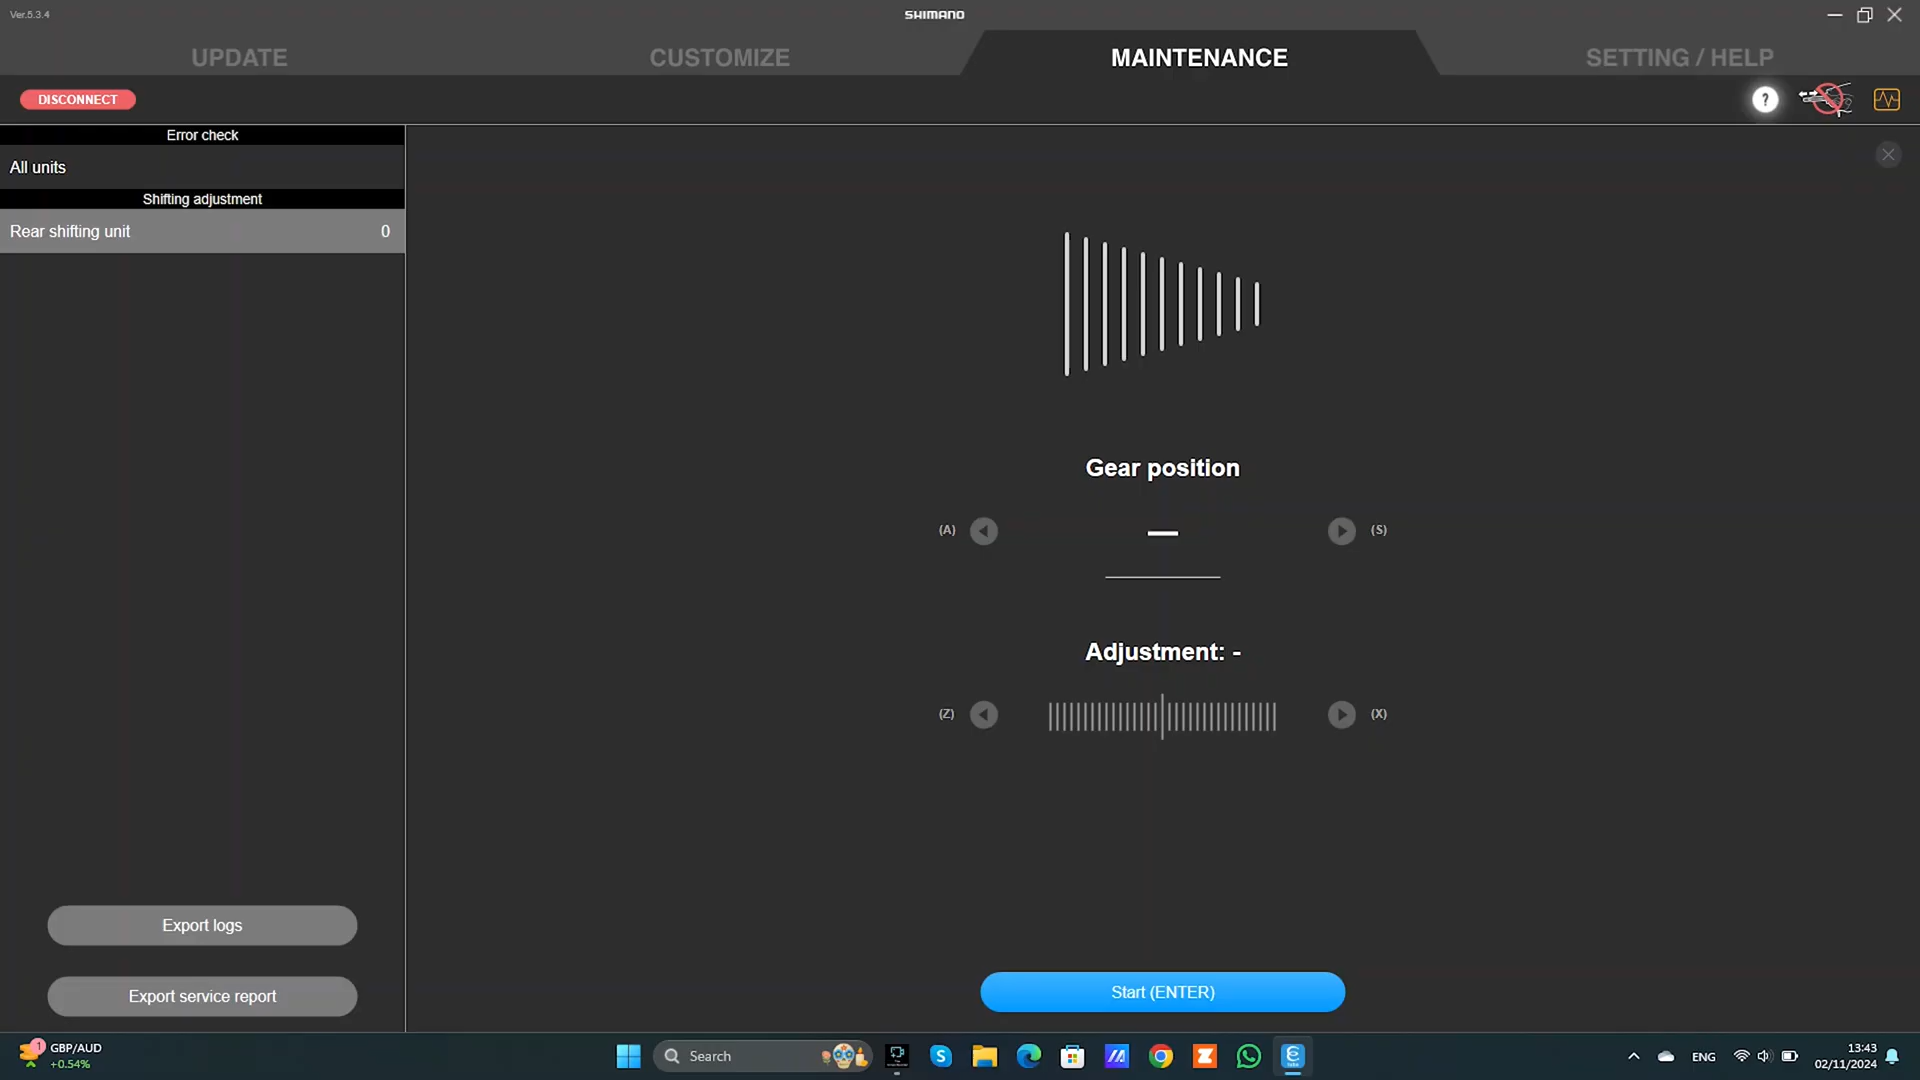 Ver.5.3.4
SHIMANO
UPDATE
CUSTOMIZE
MAINTENANCE
SETTING / HELP
DISCONNECT
?
Error check
All units
Shifting adjustment
Rear shifting unit 0
Gear position
(A)
(S)
Adjustment: -
(Z)
(X)
Export logs
Export service report
Start (ENTER)
1
GBP/AUD
+0.54%
Search
ENG
13:43
02/11/2024